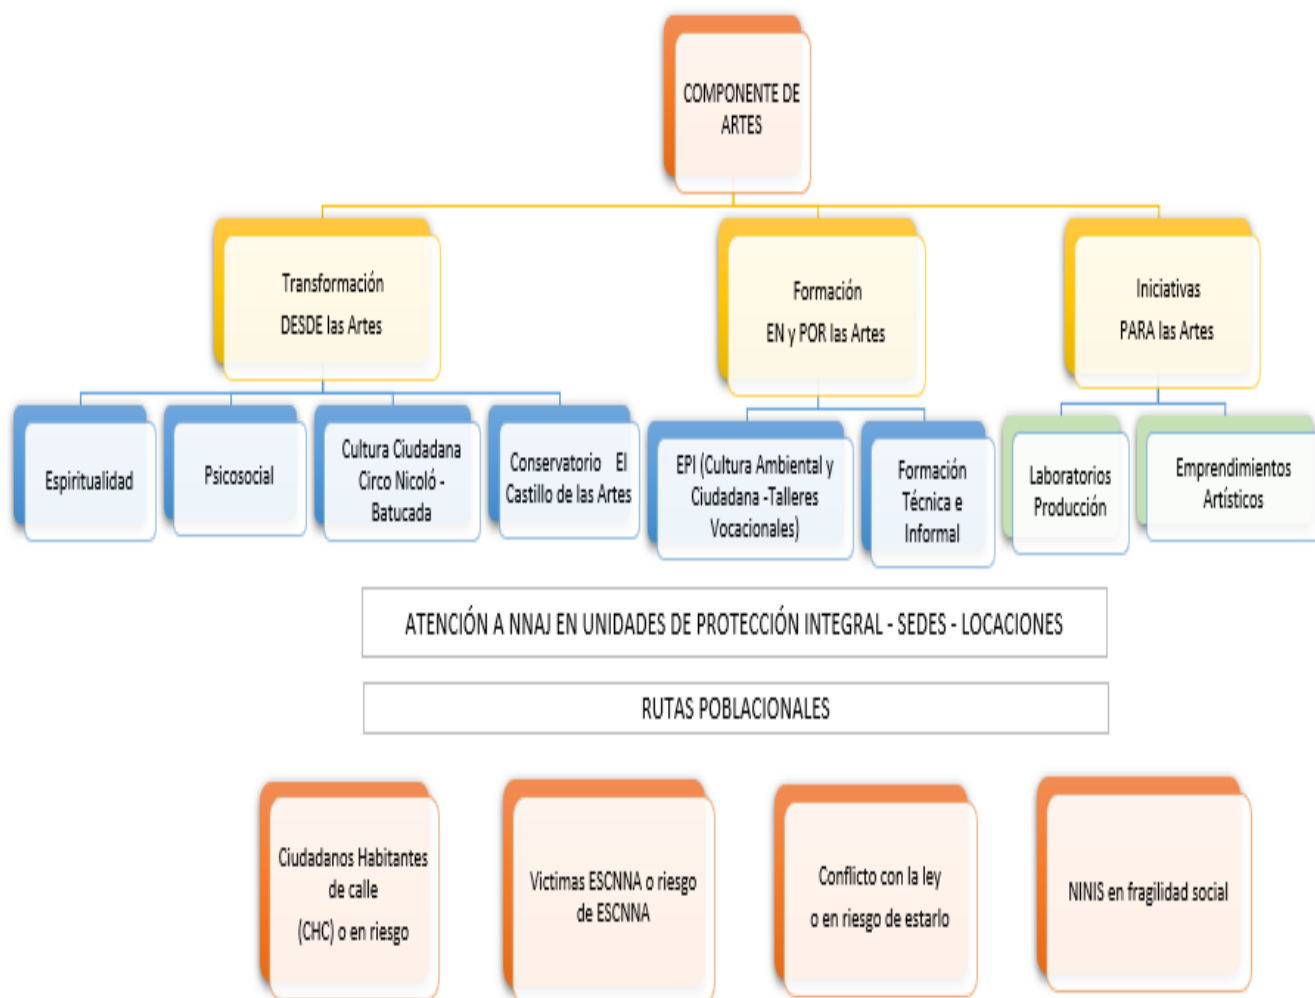 COMPONENTE DE
ARTES
Transformación
DESDE las Artes
Formación
EN y POR las Artes
Iniciativas
PARA las Artes
Espiritualidad
Psicosocial
Cultura Ciudadana
Circo Nicoló -
Batucada
Conservatorio El
Castillo de las Artes
EPI (Cultura Ambiental y
Ciudadana -Talleres
Vocacionales)
Formación
Técnica e
Informal
Laboratorios
Producción
Emprendimientos
Artísticos
ATENCIÓN A NNAJ EN UNIDADES DE PROTECCIÓN INTEGRAL - SEDES - LOCACIONES
RUTAS POBLACIONALES
Ciudadanos Habitantes
de calle
(CHC) o en riesgo
Victimas ESCNNA o riesgo
de ESCNNA
Conflicto con la ley
o en riesgo de estarlo
NINIS en fragilidad social